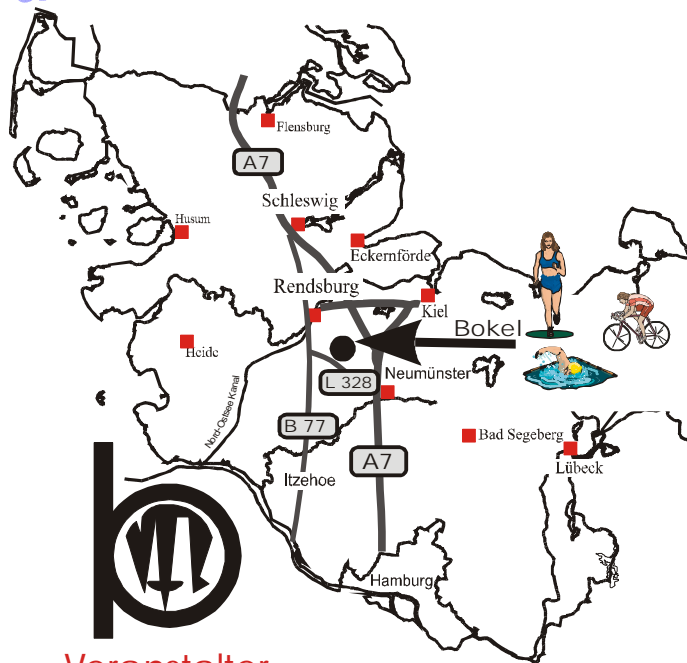 Flensburg
A7
Schleswig
Husum
Eckernförde
Rendsburg
Kiel
Bokel
Heide
L 328
Neumünster
Nord-Ostsee Kanal
B 77
Bad Segeberg
A7
Itzehoe
Lübeck
Hamburg
Veranstalter